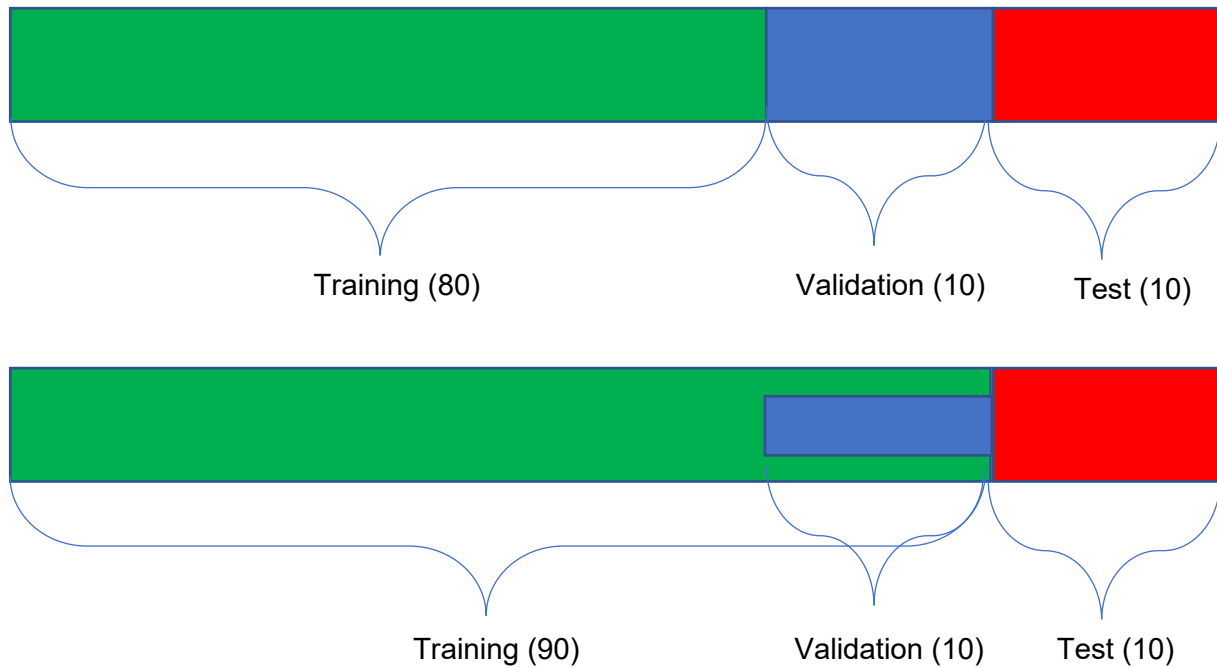 Training (80)
Validation (10)
Test (10)
Training (90)
Validation (10)
Test (10)